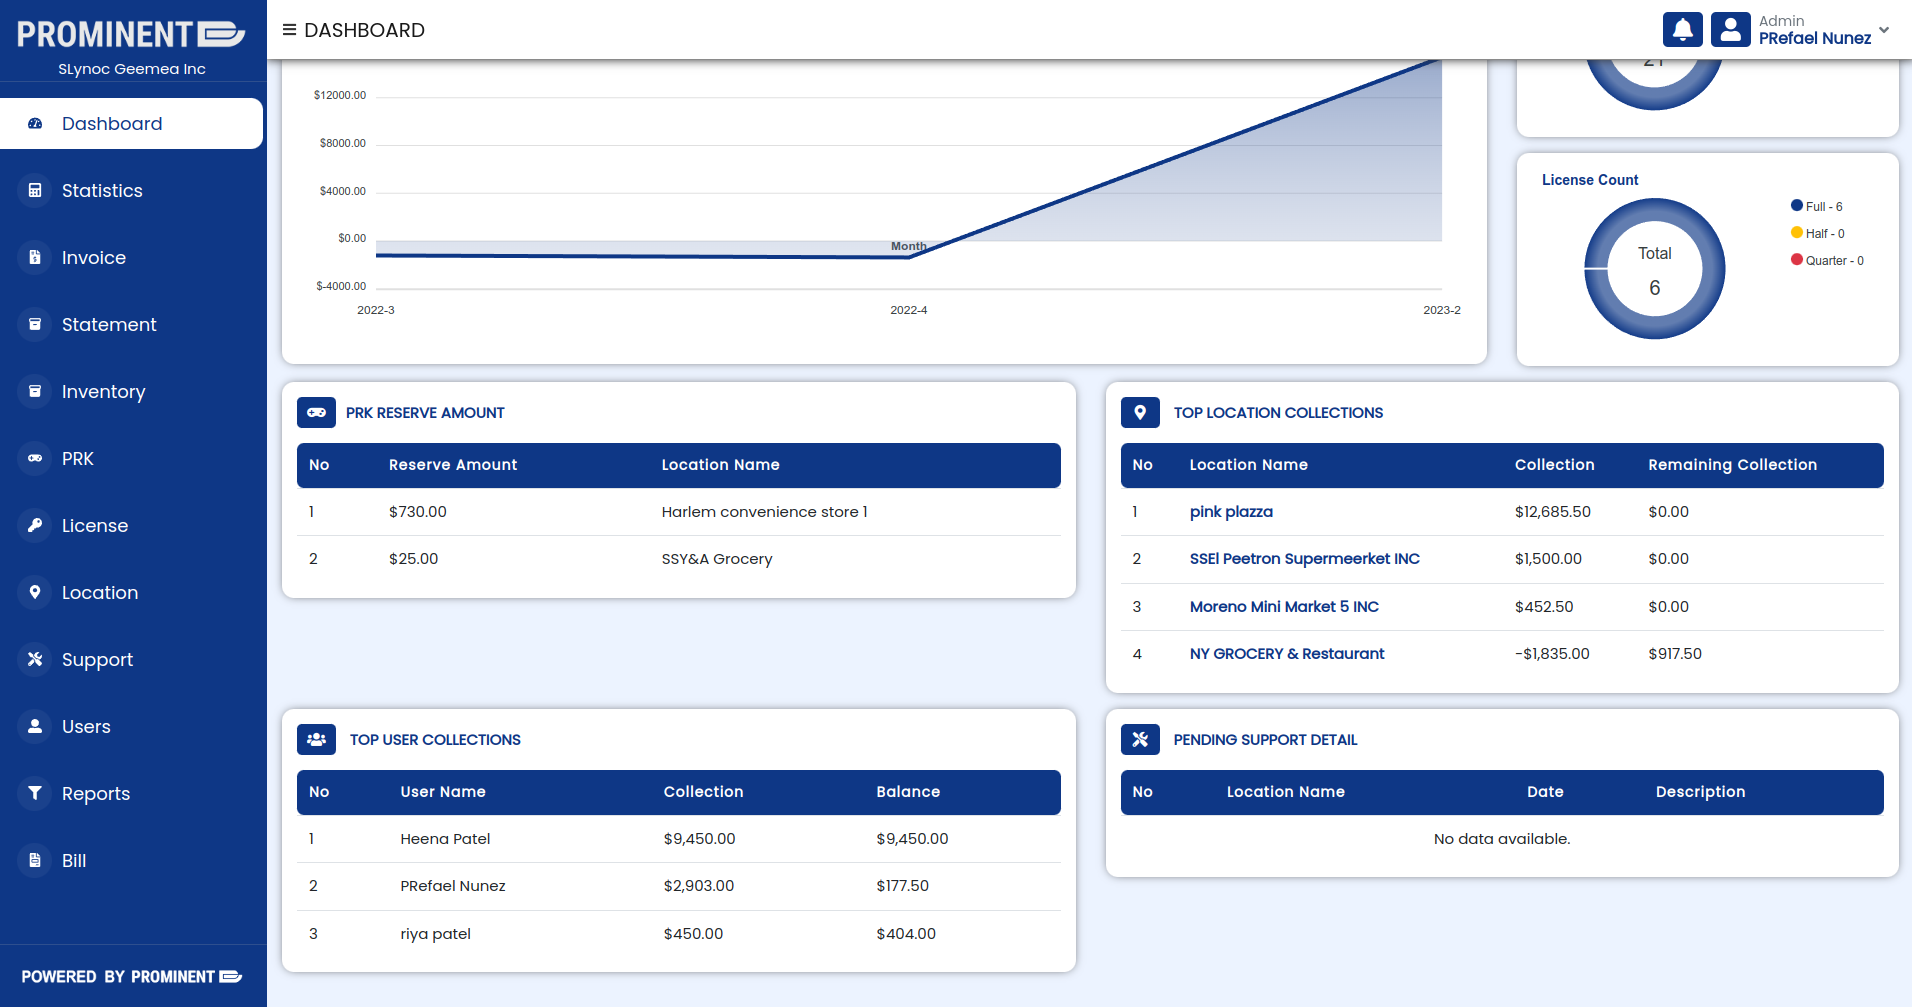 PROMINENT
SLynoc Geemea Inc
Dashboard
Statistics
Invoice
Statement
Inventory
PRK
License
Location
Support
Users
Reports
Bill
POWERED BY PROMINENT
DASHBOARD
Admin
PRefael Nunez
$12000.00
$8000.00
$4000.00
$0.00
$-4000.00
Month
2022-3 2022-4 2023-2
21
License Count
Total
6
Full - 6
Half - 0
Quarter - 0
PRK RESERVE AMOUNT
No Reserve Amount Location Name
1 $730.00 Harlem convenience store 1
2 $25.00 SSY&A Grocery
TOP LOCATION COLLECTIONS
No Location Name Collection Remaining Collection
1 pink plazza $12,685.50 $0.00
2 SSEl Peetron Supermeerket INC $1,500.00 $0.00
3 Moreno Mini Market 5 INC $452.50 $0.00
4 NY GROCERY & Restaurant -$1,835.00 $917.50
TOP USER COLLECTIONS
No User Name Collection Balance
1 Heena Patel $9,450.00 $9,450.00
2 PRefael Nunez $2,903.00 $177.50
3 riya patel $450.00 $404.00
PENDING SUPPORT DETAIL
No Location Name Date Description
No data available.